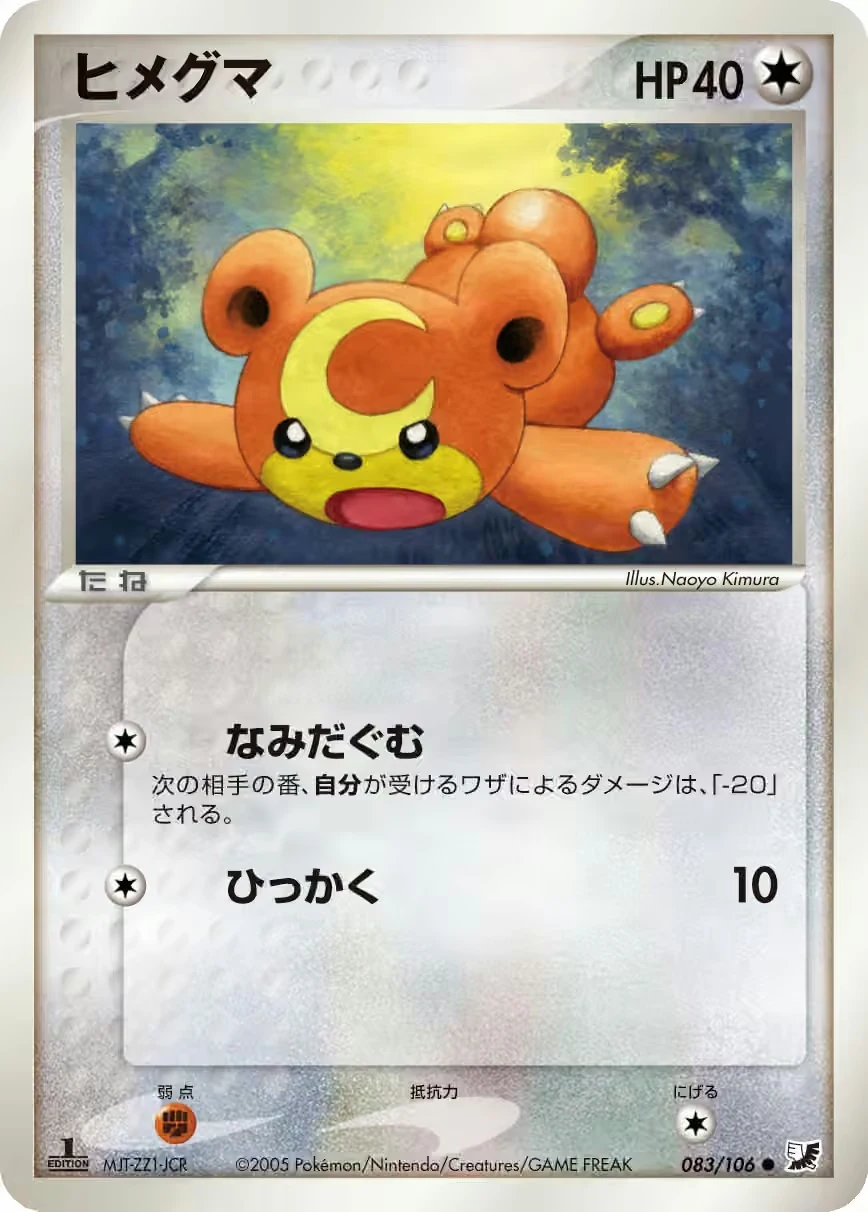 ヒメグマ HP40
たね Illus.Naoyo Kimura
なみだぐむ
次の相手の番、自分が受けるワザによるダメージは、「-20」
される。
ひっかく 10
弱点 抵抗力 にげる
1 EDITION MJT-ZZ1-JCR ©2005 Pokémon/Nintendo/Creatures/GAME FREAK 083/106